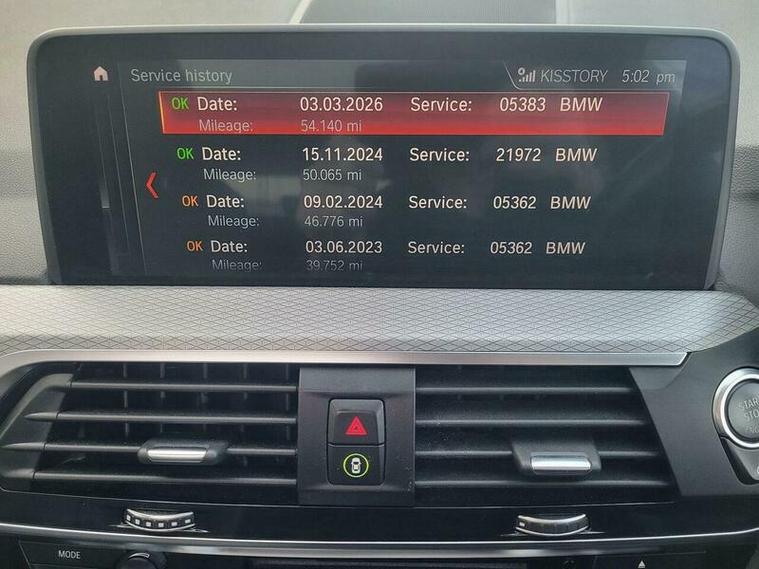 Service history KISSTORY 5:02 pm
OK Date: 03.03.2026 Service: 05383 BMW
Mileage: 54.140 mi
OK Date: 15.11.2024 Service: 21972 BMW
Mileage: 50.065 mi
OK Date: 09.02.2024 Service: 05362 BMW
Mileage: 46.776 mi
OK Date: 03.06.2023 Service: 05362 BMW
Mileage: 39.752 mi
MODE